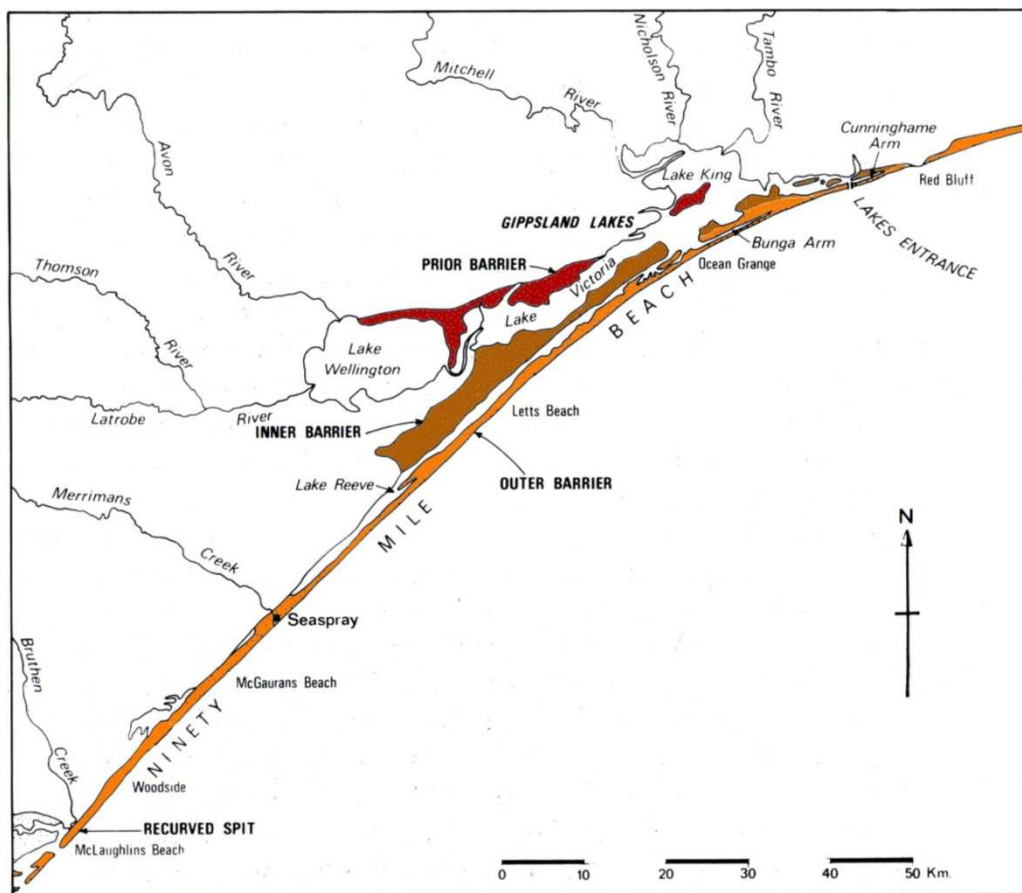 Mitchell
River
Nicholson River
Tambo
River
Cunninghame
Arm
Red Bluff
Lake King
LAKES ENTRANCE
Avon
River
GIPPSLAND LAKES
Bunga Arm
Ocean Grange
PRIOR BARRIER
Lake Victoria
Thomson
River
Lake
Wellington
NINETY MILE BEACH
Latrobe River
Letts Beach
INNER BARRIER
OUTER BARRIER
Lake Reeve
Merrimans
Creek
N
Seaspray
Bruthen
Creek
McGaurans Beach
Woodside
RECURVED SPIT
McLaughlins Beach
10 0 10 20 30 40 50 Km.